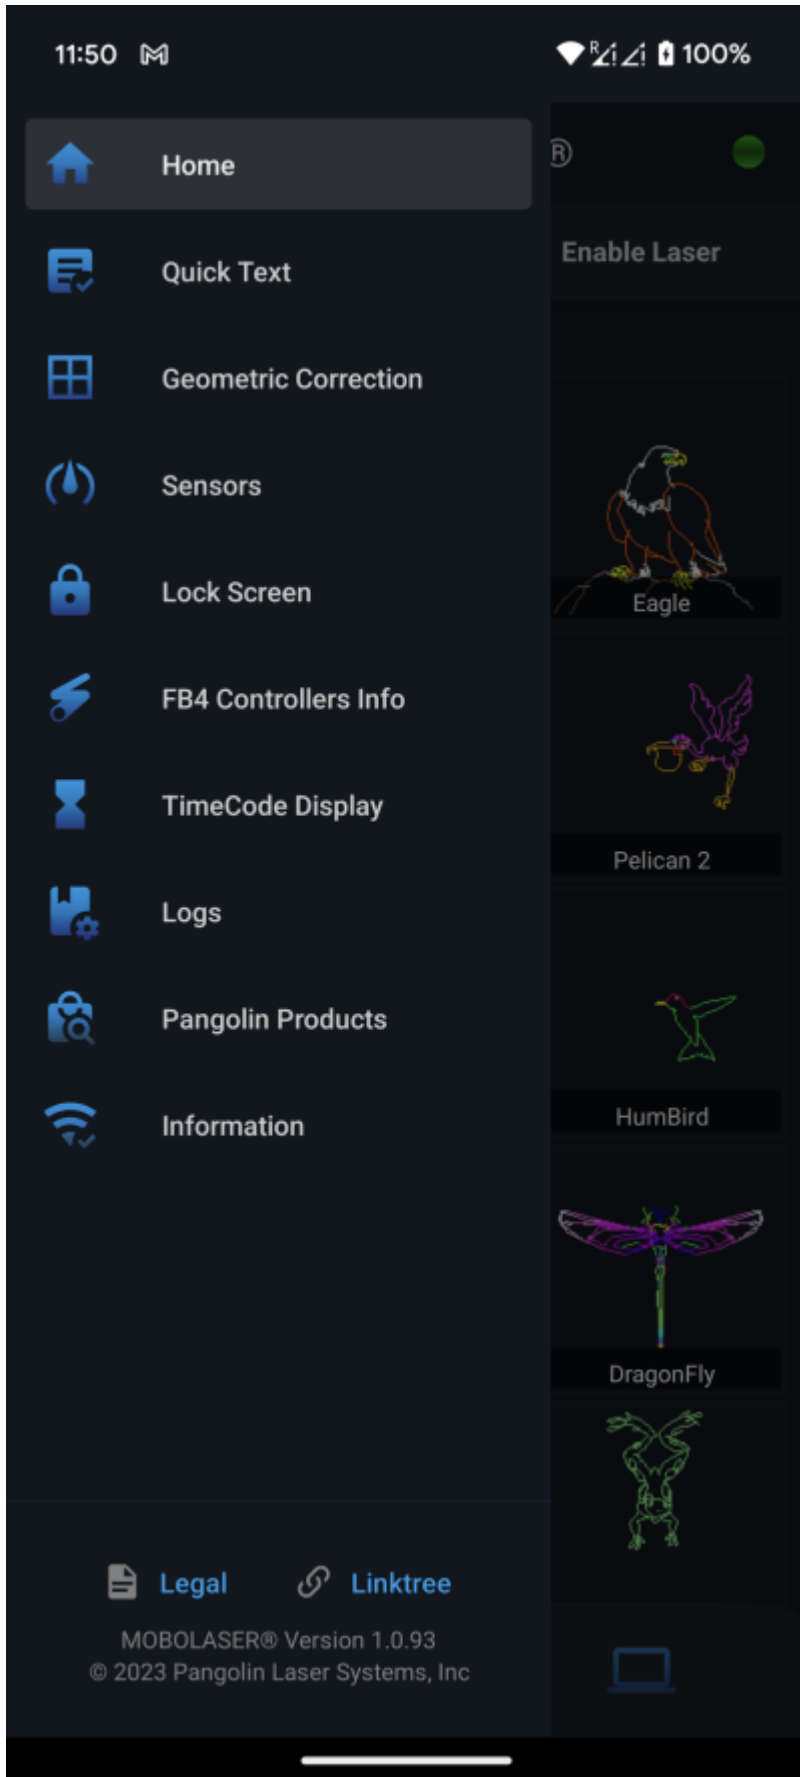 11:50
R
100%
Home
®
Quick Text
Enable Laser
Geometric Correction
Sensors
Lock Screen
Eagle
FB4 Controllers Info
TimeCode Display
Pelican 2
Logs
Pangolin Products
Information
HumBird
DragonFly
Legal
Linktree
MOBOLASER® Version 1.0.93
© 2023 Pangolin Laser Systems, Inc